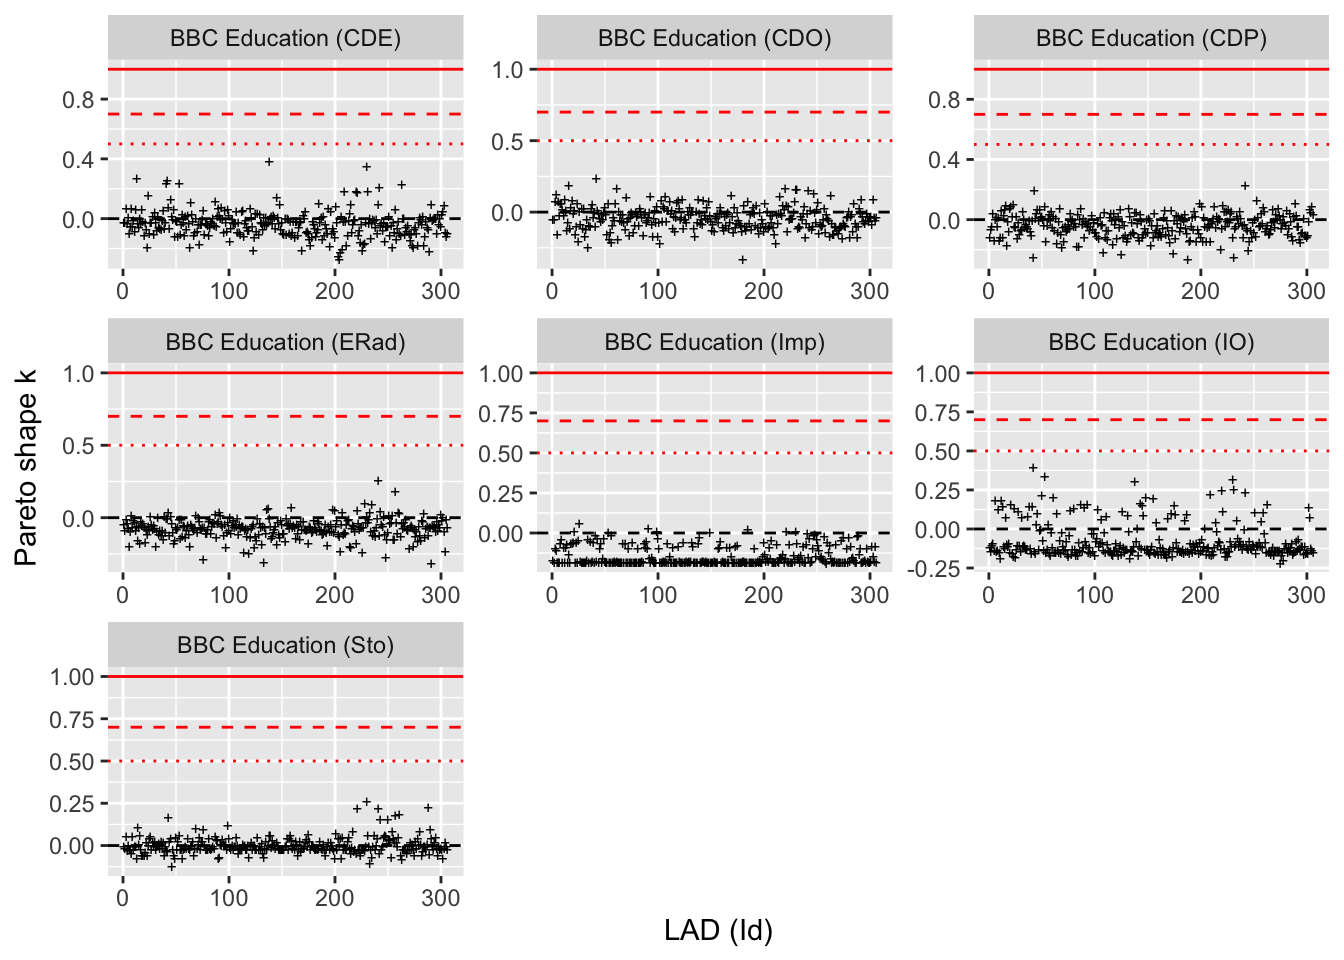 BBC Education (CDE) BBC Education (CDO) BBC Education (CDP)
1.0
0.8 0.8
0.5
0.4 0.4
0.0 0.0 0.0
0 100 200 300 0 100 200 300 0 100 200 300
BBC Education (ERad) BBC Education (Imp) BBC Education (IO)
1.0 1.00 1.00
0.75 0.75
0.5 0.50 0.50
0.25 0.25
0.0 0.00 0.00
-0.25
0 100 200 300 0 100 200 300 0 100 200 300
Pareto shape k
BBC Education (Sto)
1.00
0.75
0.50
0.25
0.00
0 100 200 300
LAD (Id)